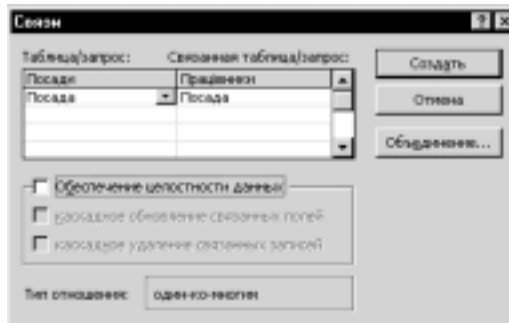 Связи
Таблица/запрос: Связанная таблица/запрос:
Посади Працівники
Посада Посада
Создать
Отмена
Объединение...
Обеспечение целостности данных
каскадное обновление связанных полей
каскадное удаление связанных записей
Тип отношения: один-ко-многим